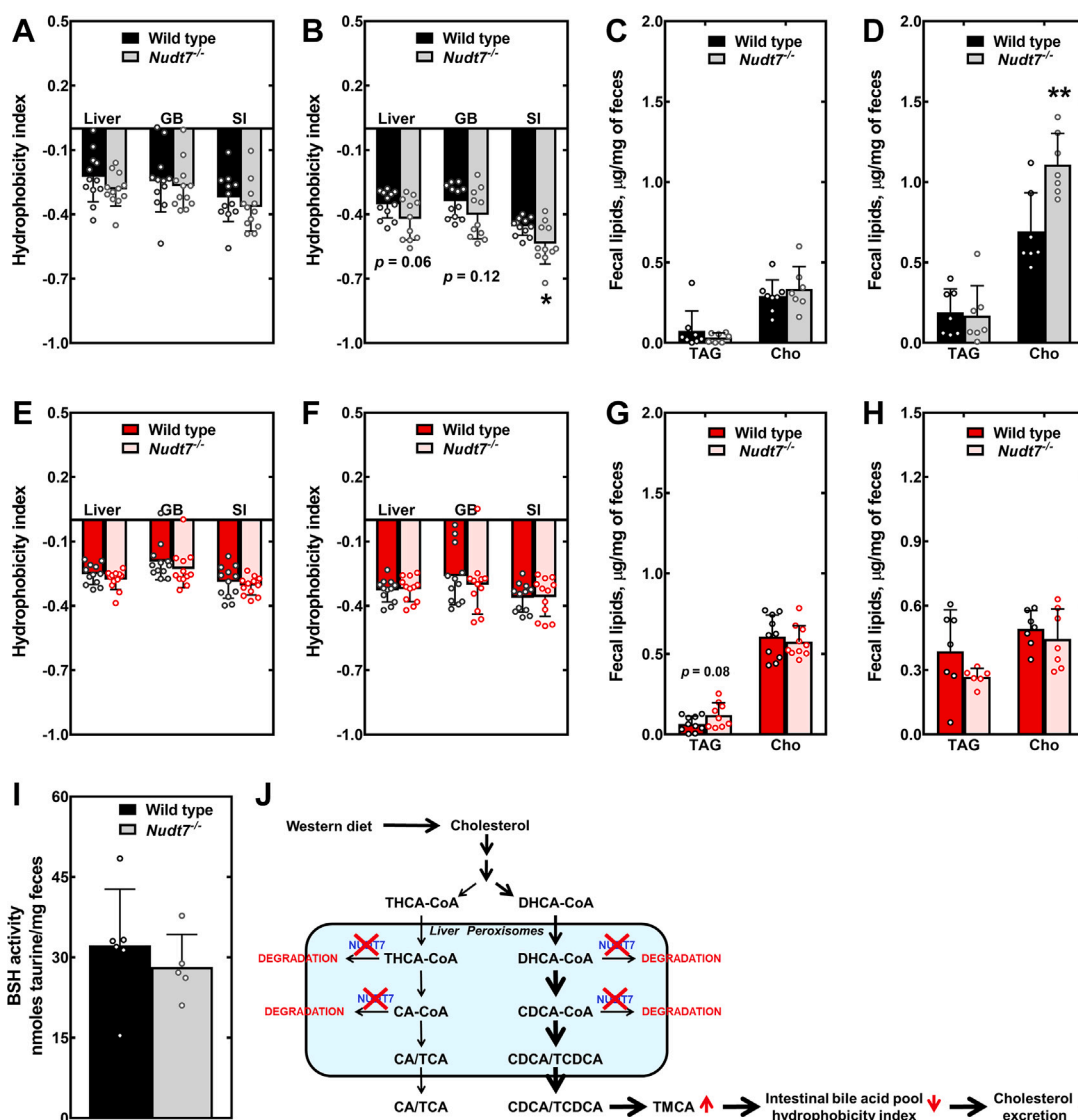 A
Hydrophobicity index
0.5
-0.1
-0.4
-0.7
-1.0
Wild type
Nudt7-/-
Liver GB SI
B
Hydrophobicity index
0.5
-0.1
-0.4
-0.7
-1.0
Wild type
Nudt7-/-
Liver GB SI
p = 0.06
p = 0.12
*
C
Fecal lipids, μg/mg of feces
2.0
1.5
1.0
0.5
0.0
Wild type
Nudt7-/-
TAG Cho
D
Fecal lipids, μg/mg of feces
2.0
1.5
1.0
0.5
0.0
Wild type
Nudt7-/-
**
TAG Cho
E
Hydrophobicity index
0.5
-0.1
-0.4
-0.7
-1.0
Wild type
Nudt7-/-
Liver GB SI
F
Hydrophobicity index
0.5
-0.1
-0.4
-0.7
-1.0
Wild type
Nudt7-/-
Liver GB SI
G
Fecal lipids, μg/mg of feces
2.0
1.5
1.0
0.5
0.0
Wild type
Nudt7-/-
p = 0.08
TAG Cho
H
Fecal lipids, μg/mg of feces
1.5
1.2
0.9
0.6
0.3
0.0
Wild type
Nudt7-/-
TAG Cho
I
BSH activity
nmoles taurine/mg feces
60
45
30
15
0
Wild type
Nudt7-/-
J
Western diet Cholesterol
THCA-CoA DHCA-CoA
Liver Peroxisomes
NUDT7 NUDT7
DEGRADATION THCA-CoA DHCA-CoA DEGRADATION
NUDT7 NUDT7
DEGRADATION CA-CoA CDCA-CoA DEGRADATION
CA/TCA CDCA/TCDCA
CA/TCA CDCA/TCDCA TMCA Intestinal bile acid pool Cholesterol
hydrophobicity index excretion